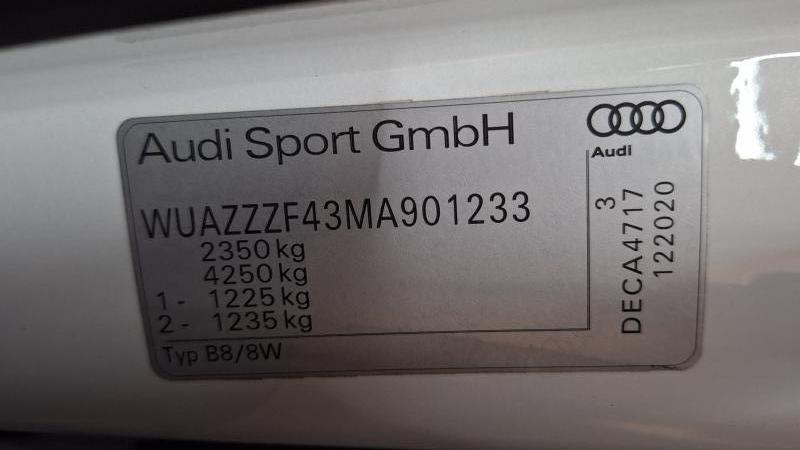 Audi Sport GmbH
Audi
WUAZZZF43MA901233
2350 kg
4250 kg
1 - 1225 kg
2 - 1235 kg
Typ B8/8W
3
DECA4717
122020